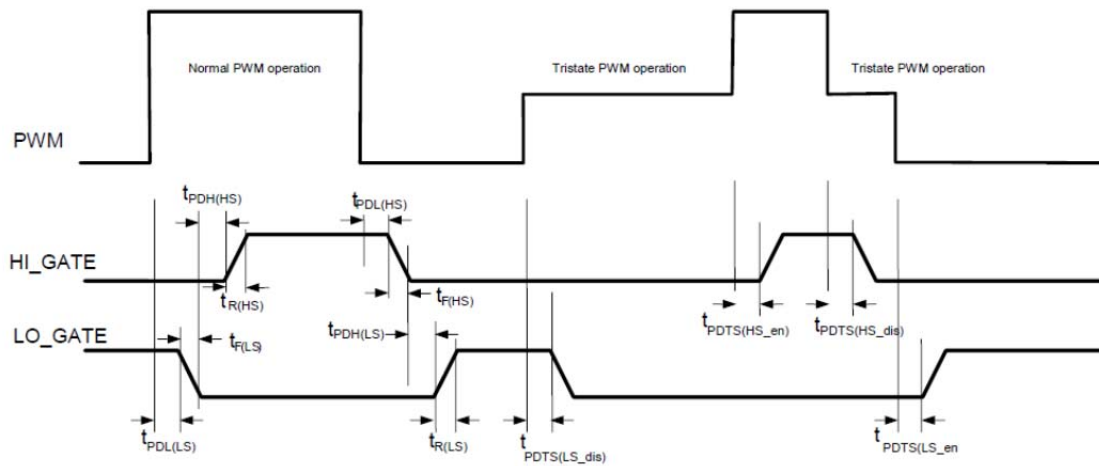 Normal PWM operation
Tristate PWM operation
Tristate PWM operation
PWM
tPDH(HS)
tPDL(HS)
HI_GATE
tR(HS)
tF(HS)
tPDTS(HS_en)
tPDTS(HS_dis)
LO_GATE
tF(LS)
tPDH(LS)
tPDL(LS)
tR(LS)
tPDTS(LS_dis)
tPDTS(LS_en